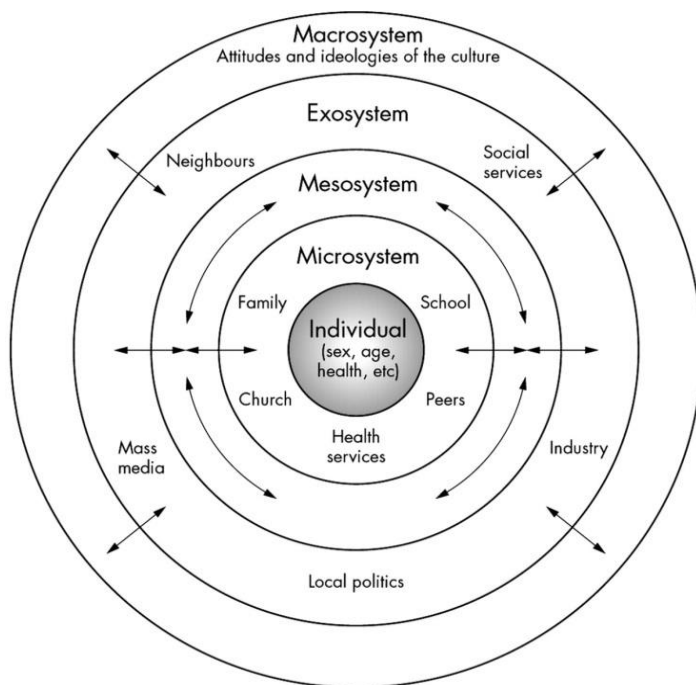 Macrosystem
Attitudes and ideologies of the culture
Exosystem
Neighbours
Social
services
Mesosystem
Microsystem
Family
School
Individual
(sex, age,
health, etc)
Church
Peers
Health
services
Mass
media
Industry
Local politics